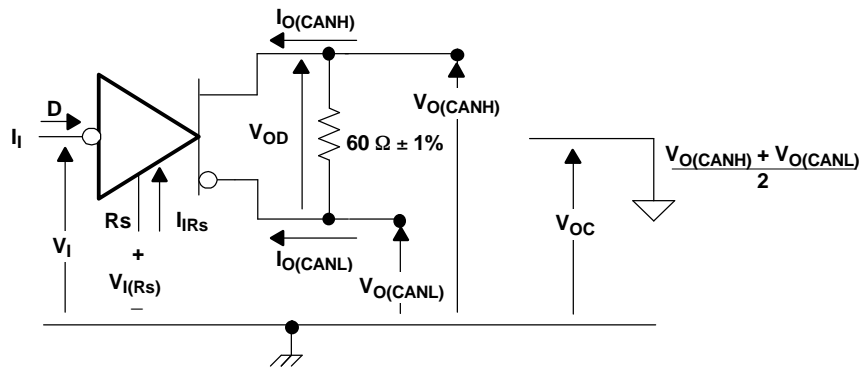 I_O(CANH)
D
I_I
V_OD
60 Ω ± 1%
V_O(CANH)
V_O(CANH) + V_O(CANL)
2
Rs
I_IRs
V_OC
V_I
+
V_I(Rs)
–
I_O(CANL)
V_O(CANL)